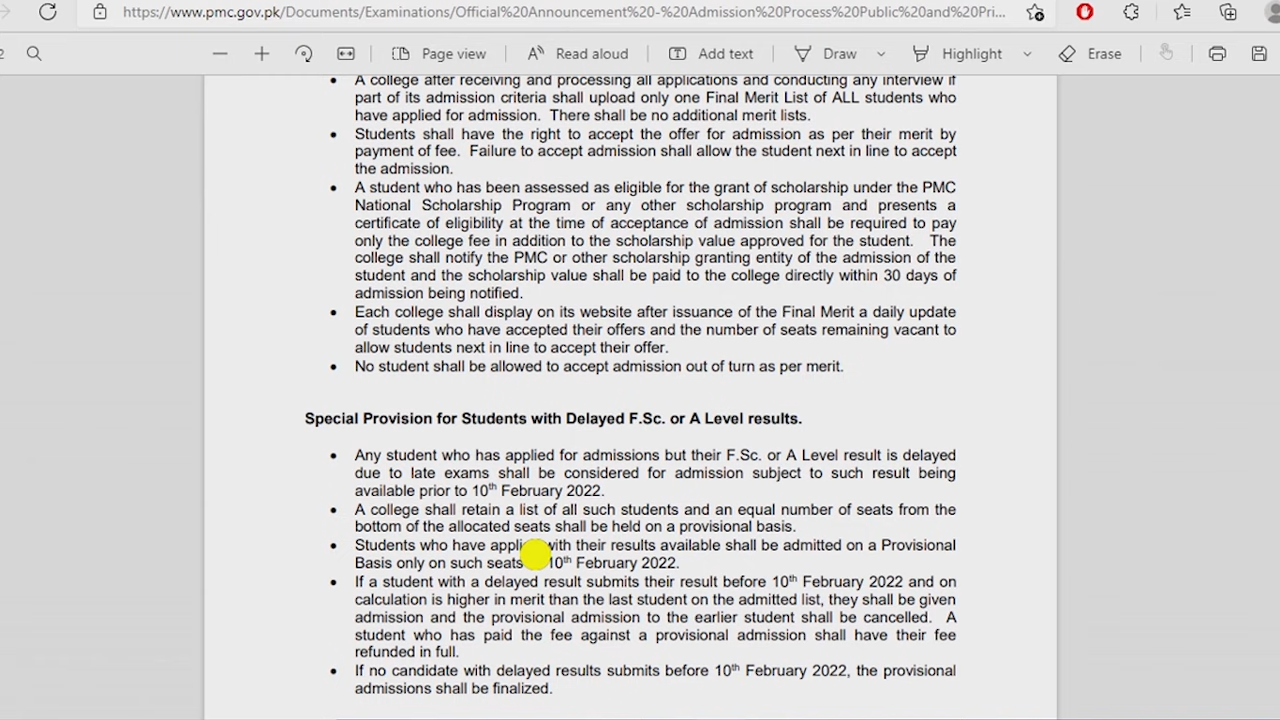 https://www.pmc.gov.pk/Documents/Examinations/Official%20Announcement%20-%20Admission%20Process%20Public%20and%20Pri...
2 Page view Read aloud Add text Draw Highlight Erase
• A college after receiving and processing all applications and conducting any interview if
part of its admission criteria shall upload only one Final Merit List of ALL students who
have applied for admission. There shall be no additional merit lists.
• Students shall have the right to accept the offer for admission as per their merit by
payment of fee. Failure to accept admission shall allow the student next in line to accept
the admission.
• A student who has been assessed as eligible for the grant of scholarship under the PMC
National Scholarship Program or any other scholarship program and presents a
certificate of eligibility at the time of acceptance of admission shall be required to pay
only the college fee in addition to the scholarship value approved for the student. The
college shall notify the PMC or other scholarship granting entity of the admission of the
student and the scholarship value shall be paid to the college directly within 30 days of
admission being notified.
• Each college shall display on its website after issuance of the Final Merit a daily update
of students who have accepted their offers and the number of seats remaining vacant to
allow students next in line to accept their offer.
• No student shall be allowed to accept admission out of turn as per merit.
Special Provision for Students with Delayed F.Sc. or A Level results.
• Any student who has applied for admissions but their F.Sc. or A Level result is delayed
due to late exams shall be considered for admission subject to such result being
available prior to 10th February 2022.
• A college shall retain a list of all such students and an equal number of seats from the
bottom of the allocated seats shall be held on a provisional basis.
• Students who have appli with their results available shall be admitted on a Provisional
Basis only on such seats 10th February 2022.
• If a student with a delayed result submits their result before 10th February 2022 and on
calculation is higher in merit than the last student on the admitted list, they shall be given
admission and the provisional admission to the earlier student shall be cancelled. A
student who has paid the fee against a provisional admission shall have their fee
refunded in full.
• If no candidate with delayed results submits before 10th February 2022, the provisional
admissions shall be finalized.